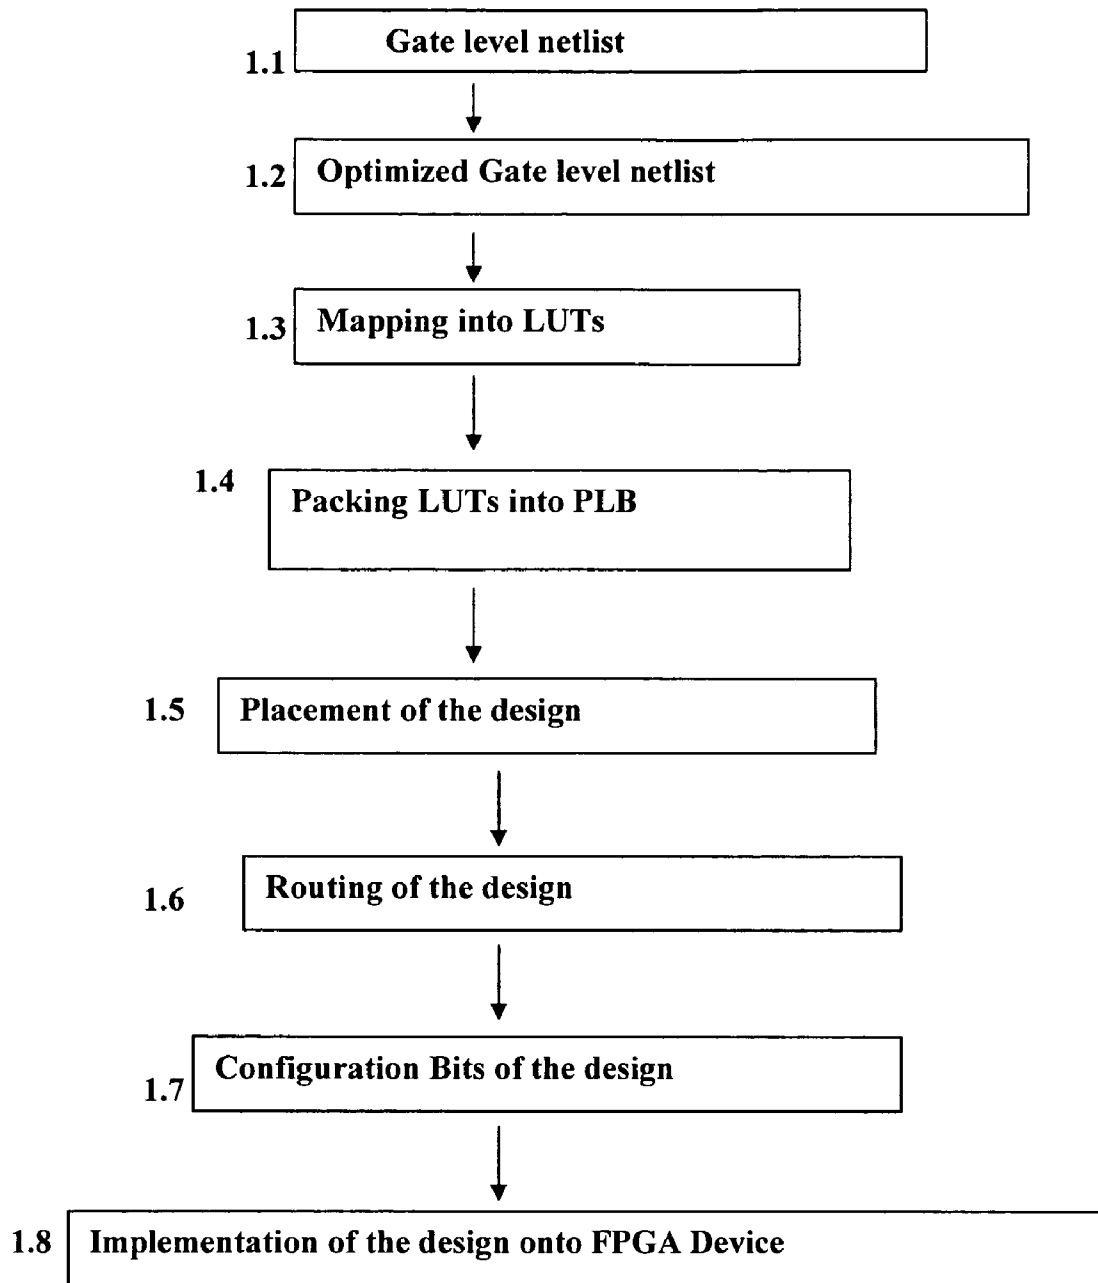 1.1 Gate level netlist
1.2 Optimized Gate level netlist
1.3 Mapping into LUTs
1.4 Packing LUTs into PLB
1.5 Placement of the design
1.6 Routing of the design
1.7 Configuration Bits of the design
1.8 Implementation of the design onto FPGA Device